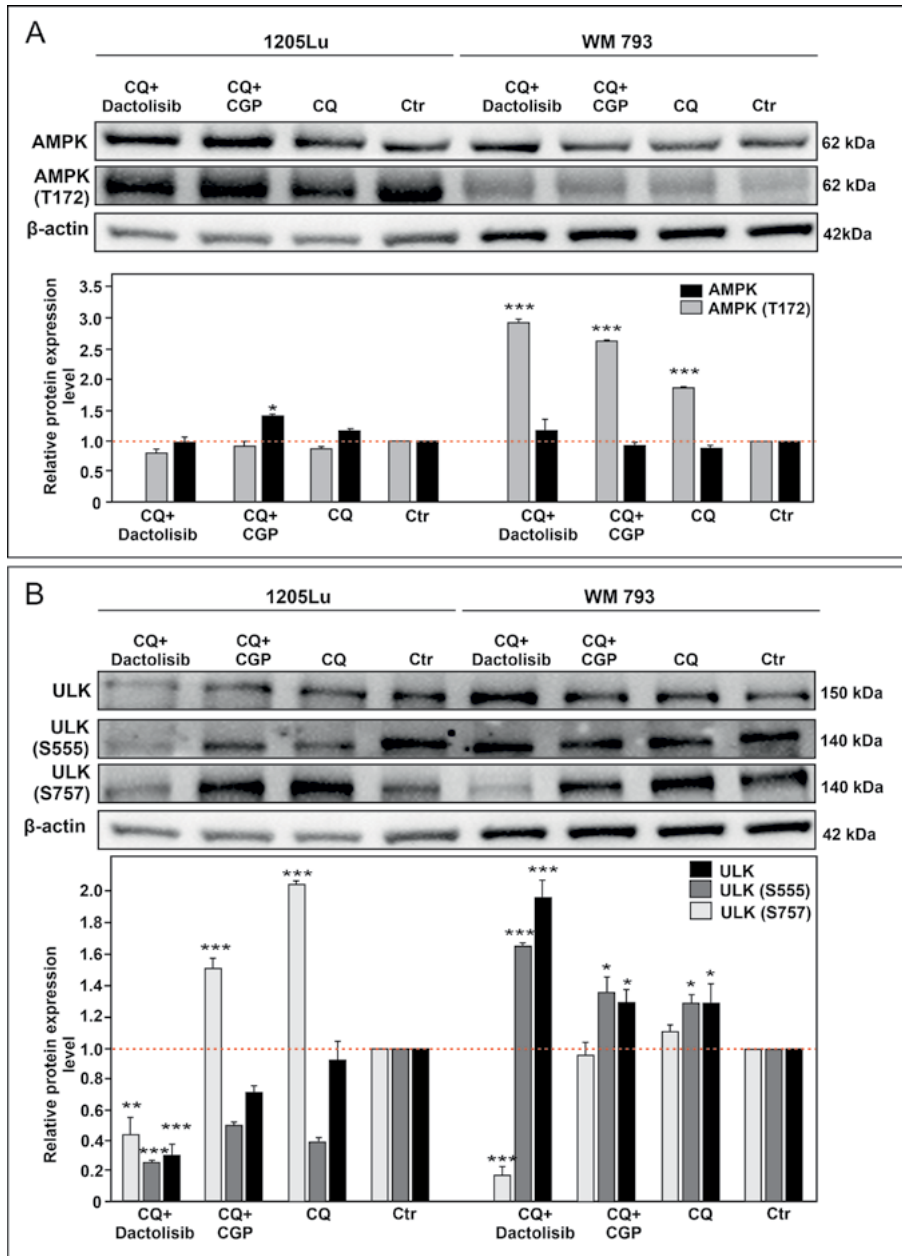 A
1205Lu WM 793
CQ+ CQ+ CQ+ CQ+
Dactolisib CGP CQ Ctr Dactolisib CGP CQ Ctr
AMPK 62 kDa
AMPK
(T172) 62 kDa
β-actin 42kDa
Relative protein expression
level
3.5
3.0
2.5
2.0
1.5
1.0
0.5
0
*
***
***
***
AMPK
AMPK (T172)
CQ+ CQ+ CQ Ctr CQ+ CQ+ CQ Ctr
Dactolisib CGP Dactolisib CGP
B
1205Lu WM 793
CQ+ CQ+ CQ+ CQ+
Dactolisib CGP CQ Ctr Dactolisib CGP CQ Ctr
ULK 150 kDa
ULK
(S555) 140 kDa
ULK
(S757) 140 kDa
β-actin 42 kDa
Relative protein expression
level
2.0
1.8
1.6
1.4
1.2
1.0
0.8
0.6
0.4
0.2
0
** *** ***
***
***
*** *** ***
* *
* *
ULK
ULK (S555)
ULK (S757)
CQ+ CQ+ CQ Ctr CQ+ CQ+ CQ Ctr
Dactolisib CGP Dactolisib CGP